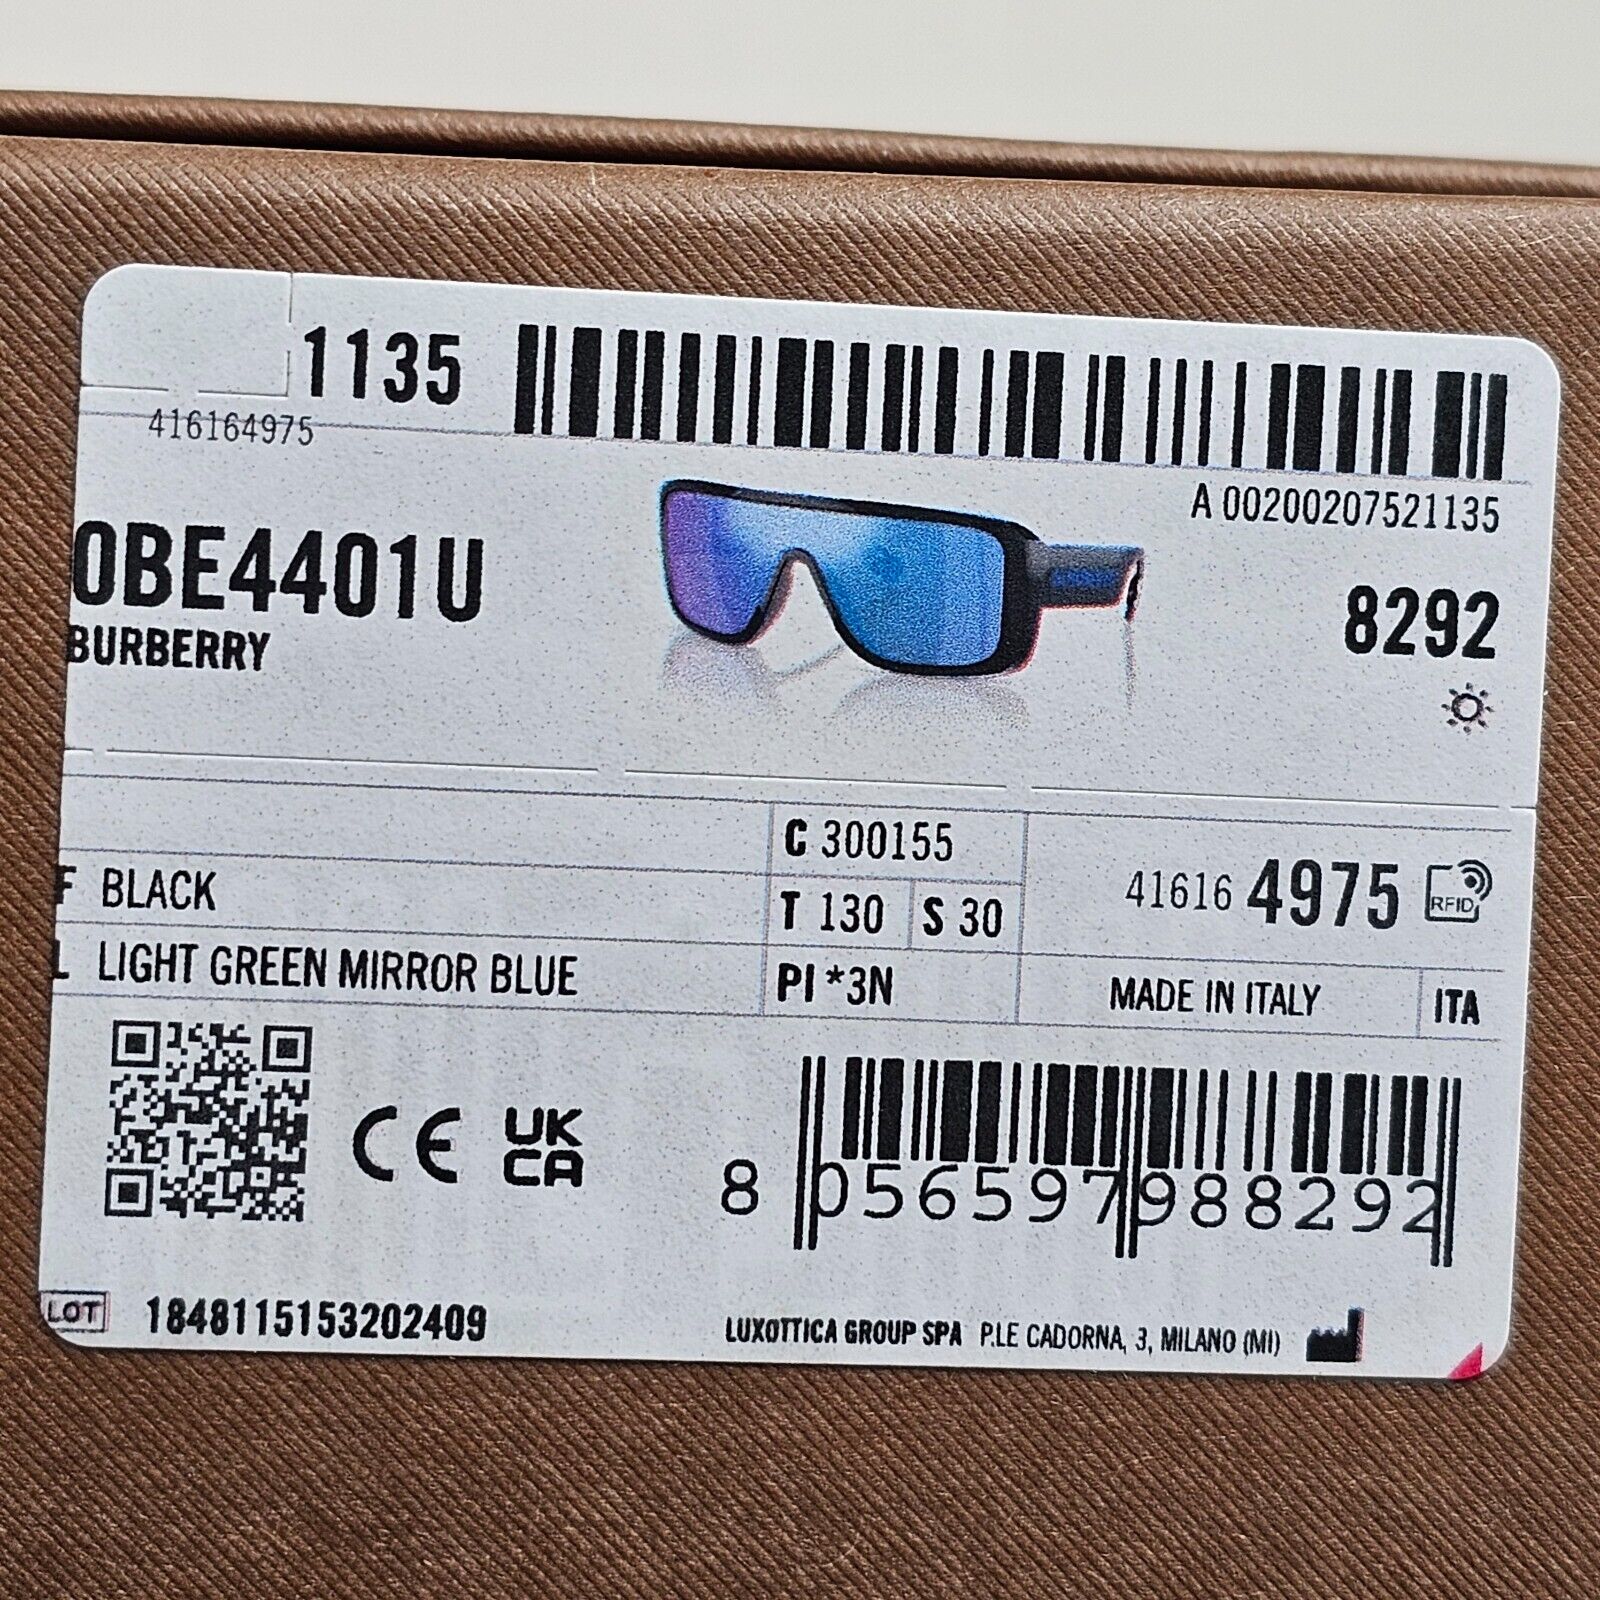 1135
416164975
A 00200207521135
0BE4401U
BURBERRY
8292
C 300155
F BLACK
T 130 S 30
41616 4975 RFID
L LIGHT GREEN MIRROR BLUE
PI *3N
MADE IN ITALY ITA
CE UK CA
8 056597 988292
LOT 1848115153202409
LUXOTTICA GROUP SPA P.LE CADORNA, 3, MILANO (MI)